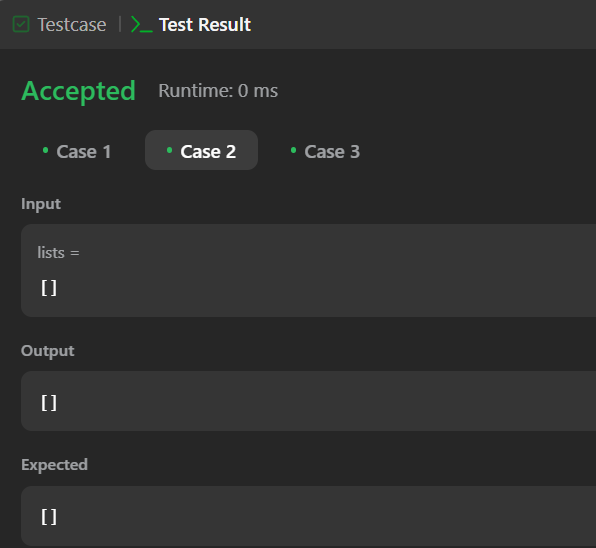 Testcase | Test Result
Accepted Runtime: 0 ms
• Case 1 • Case 2 • Case 3
Input
lists =
[]
Output
[]
Expected
[]